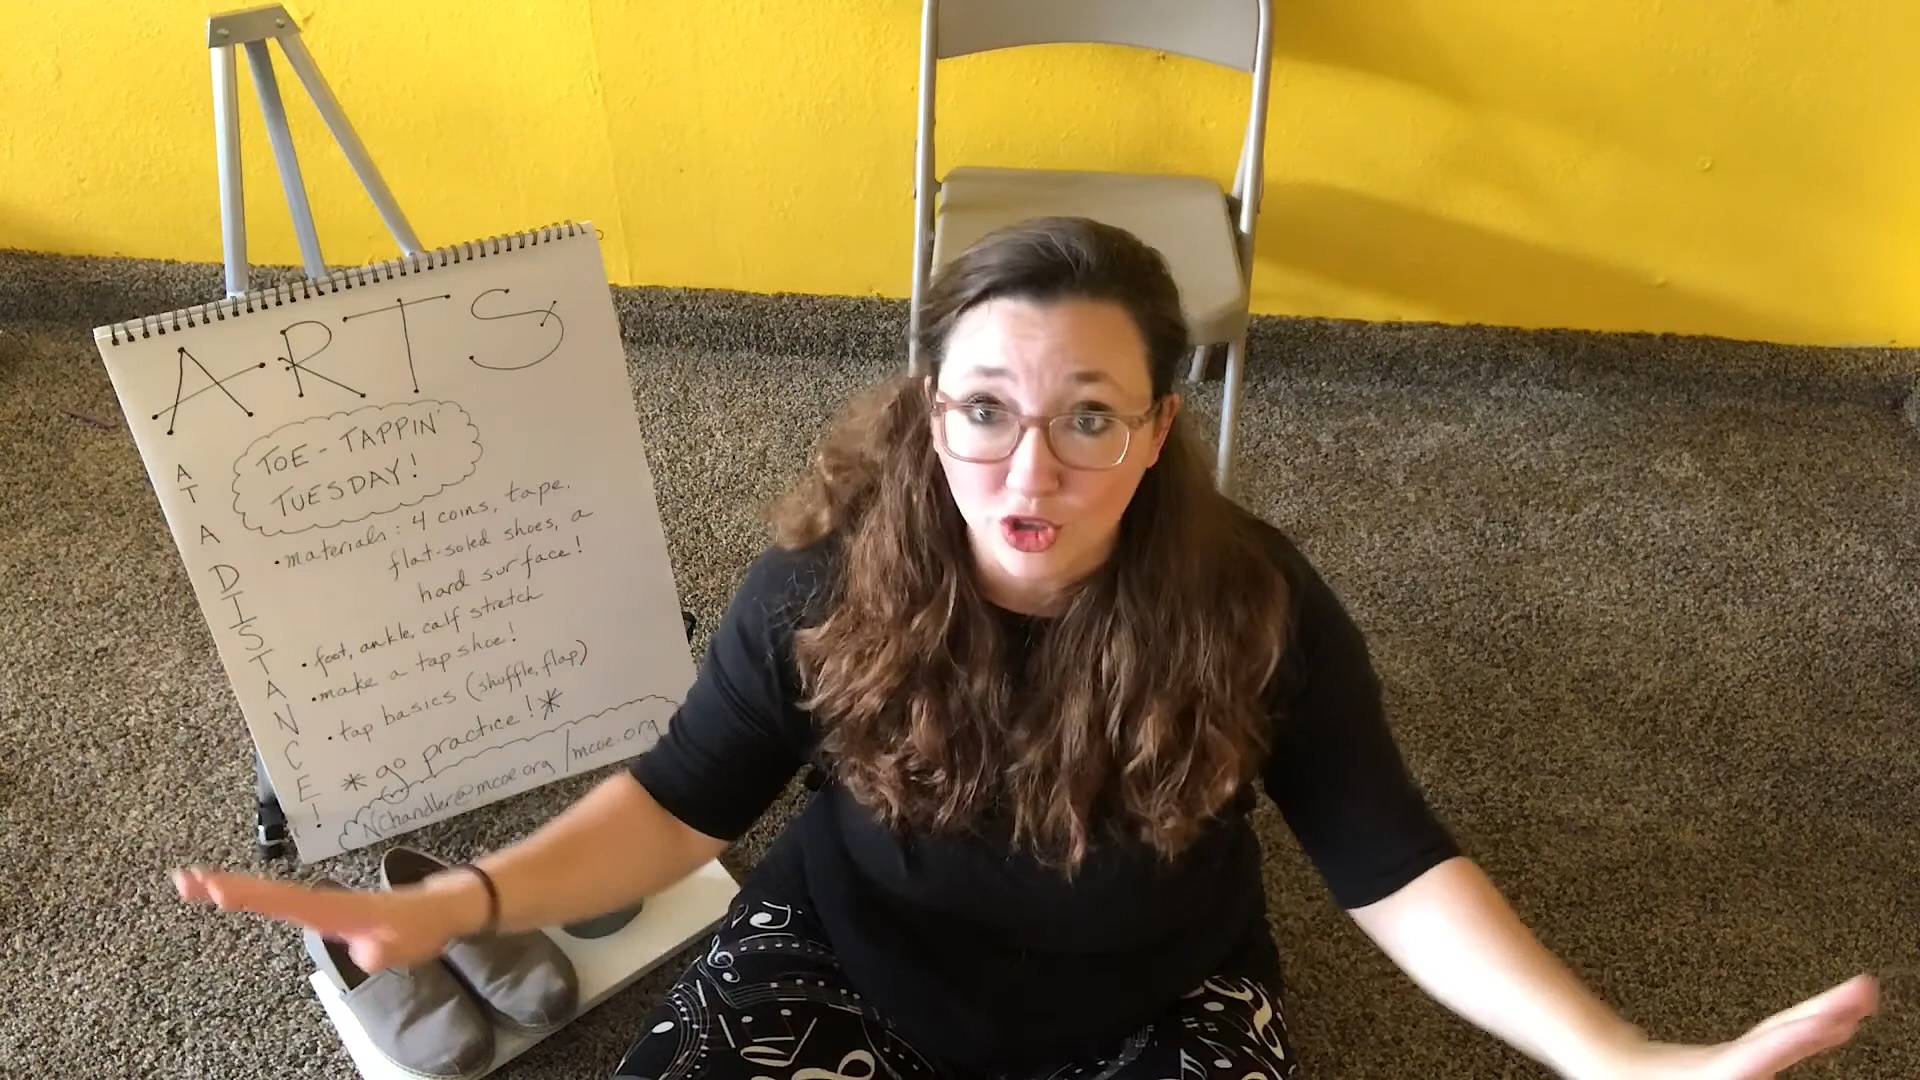 ARTS
AT A DISTANCE!
TOE-TAPPIN'
TUESDAY!
• materials: 4 coins, tape,
flat-soled shoes, a
hard surface!
• foot, ankle, calf stretch
• make a tap shoe!
• tap basics (shuffle, flap)
* go practice! *
NChandler@mcoe.org/mcoe.org